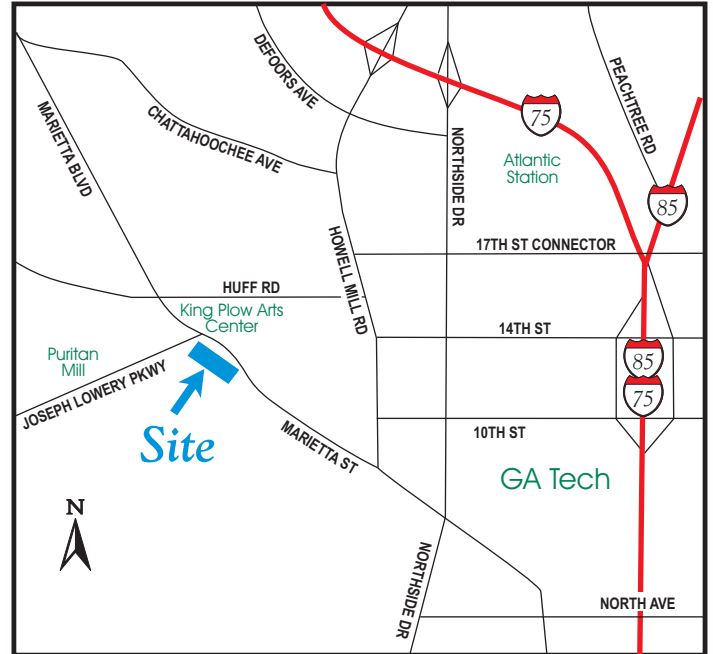 DEFOORS AVE
PEACHTREE RD
MARIETTA BLVD
CHATTAHOOCHEE AVE
75
NORTHSIDE DR
Atlantic
Station
85
HOWELL MILL RD
17TH ST CONNECTOR
HUFF RD
King Plow Arts
Center
14TH ST
Puritan
Mill
85
75
JOSEPH LOWERY PKWY
Site
MARIETTA ST
10TH ST
GA Tech
N
NORTHSIDE DR
NORTH AVE